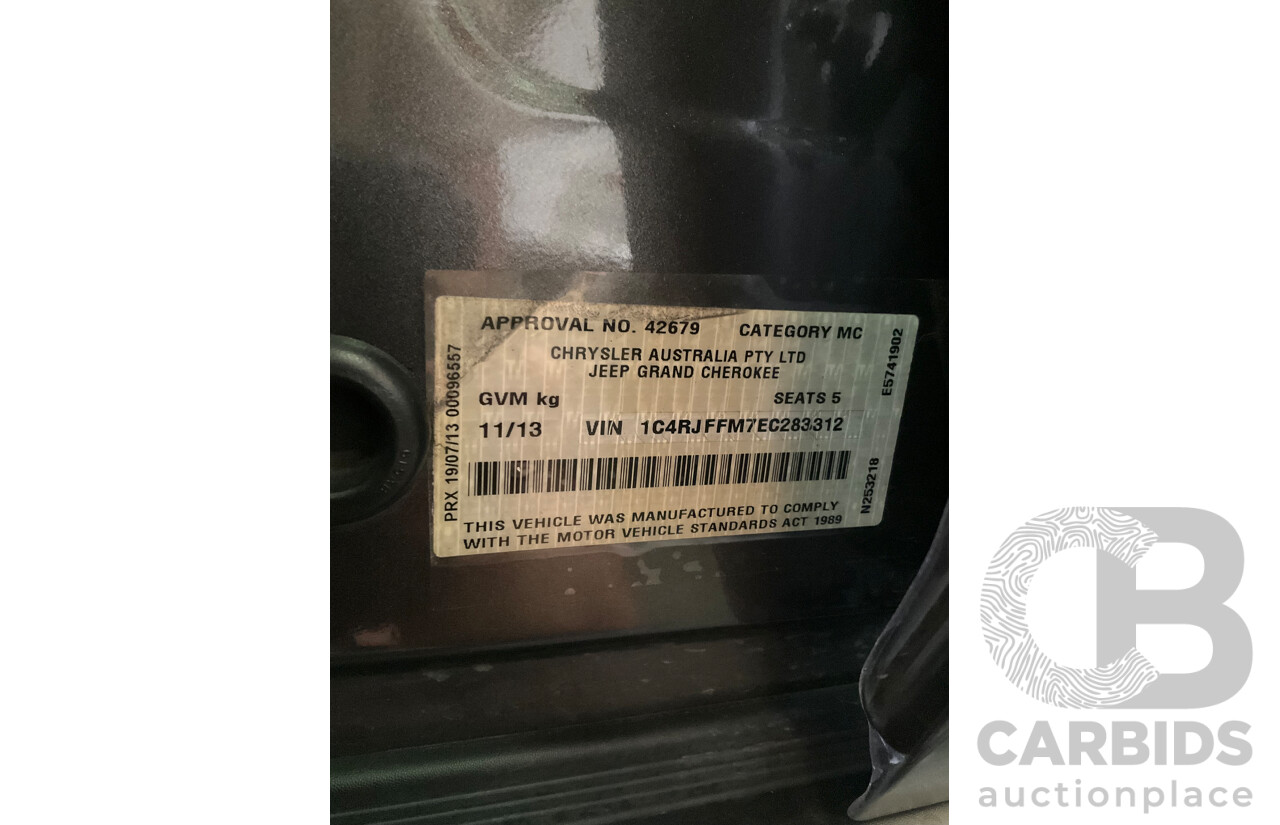 APPROVAL NO. 42679 CATEGORY MC
CHRYSLER AUSTRALIA PTY LTD
JEEP GRAND CHEROKEE
GVM kg SEATS 5
11/13 VIN 1C4RJFFM7EC283312
THIS VEHICLE WAS MANUFACTURED TO COMPLY
WITH THE MOTOR VEHICLE STANDARDS ACT 1989
PRX 19/07/13 00096557
E5741902
N253218
CB
CARBIDS
auctionplace